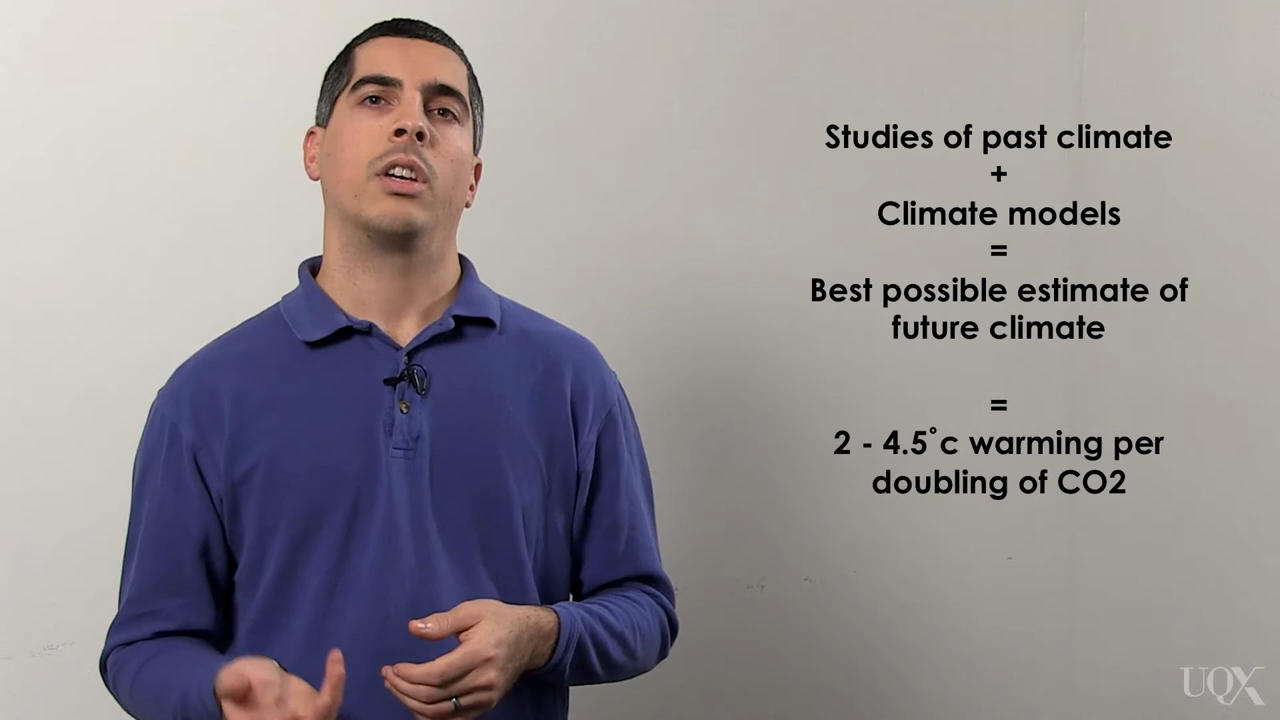 Studies of past climate
+
Climate models
=
Best possible estimate of
future climate
=
2 - 4.5°c warming per
doubling of CO2
UQX